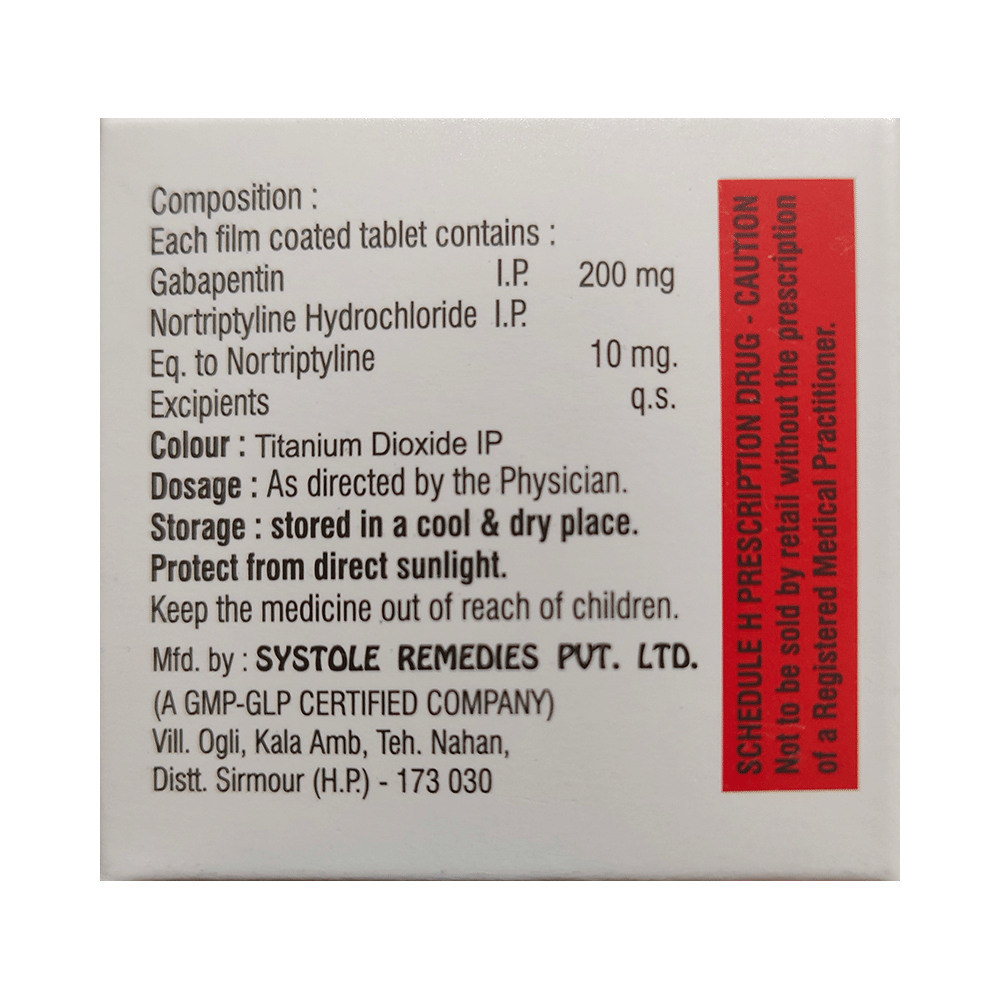 Composition :
Each film coated tablet contains :
Gabapentin I.P. 200 mg
Nortriptyline Hydrochloride I.P.
Eq. to Nortriptyline 10 mg.
Excipients q.s.
Colour : Titanium Dioxide IP
Dosage : As directed by the Physician.
Storage : stored in a cool & dry place.
Protect from direct sunlight.
Keep the medicine out of reach of children.
Mfd. by : SYSTOLE REMEDIES PVT. LTD.
(A GMP-GLP CERTIFIED COMPANY)
Vill. Ogli, Kala Amb, Teh. Nahan,
Distt. Sirmour (H.P.) - 173 030
SCHEDULE H PRESCRIPTION DRUG - CAUTION
Not to be sold by retail without the prescription
of a Registered Medical Practitioner.